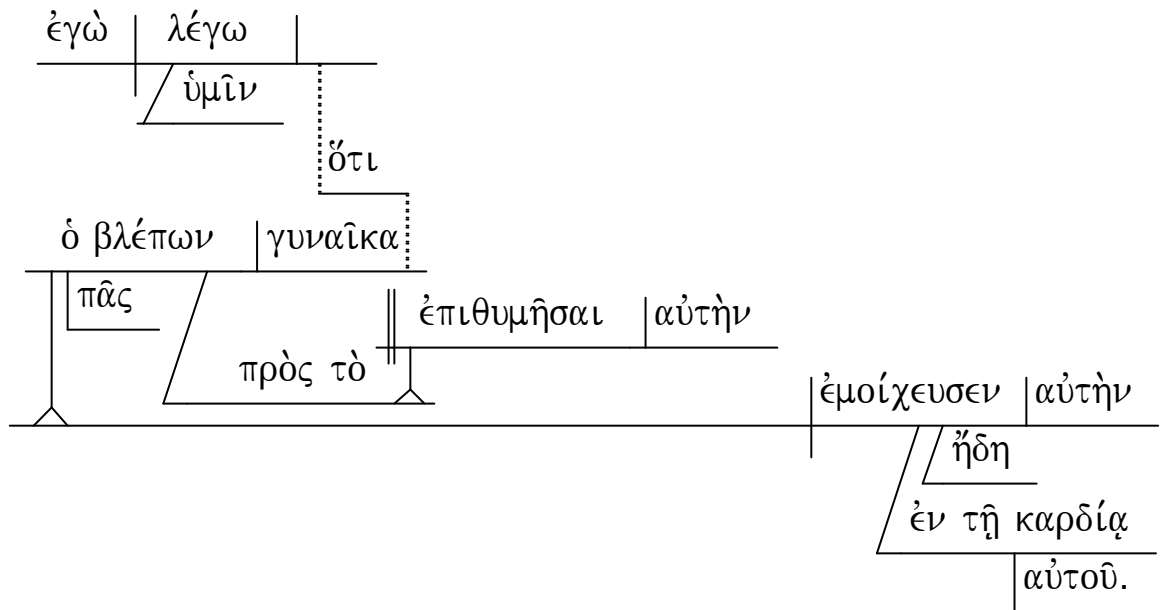 ἐγὼ λέγω
ὑμῖν
ὅτι
ὁ βλέπων γυναῖκα
πᾶς
ἐπιθυμῆσαι αὐτὴν
πρὸς τὸ
ἐμοίχευσεν αὐτὴν
ἤδη
ἐν τῇ καρδίᾳ
αὐτοῦ.